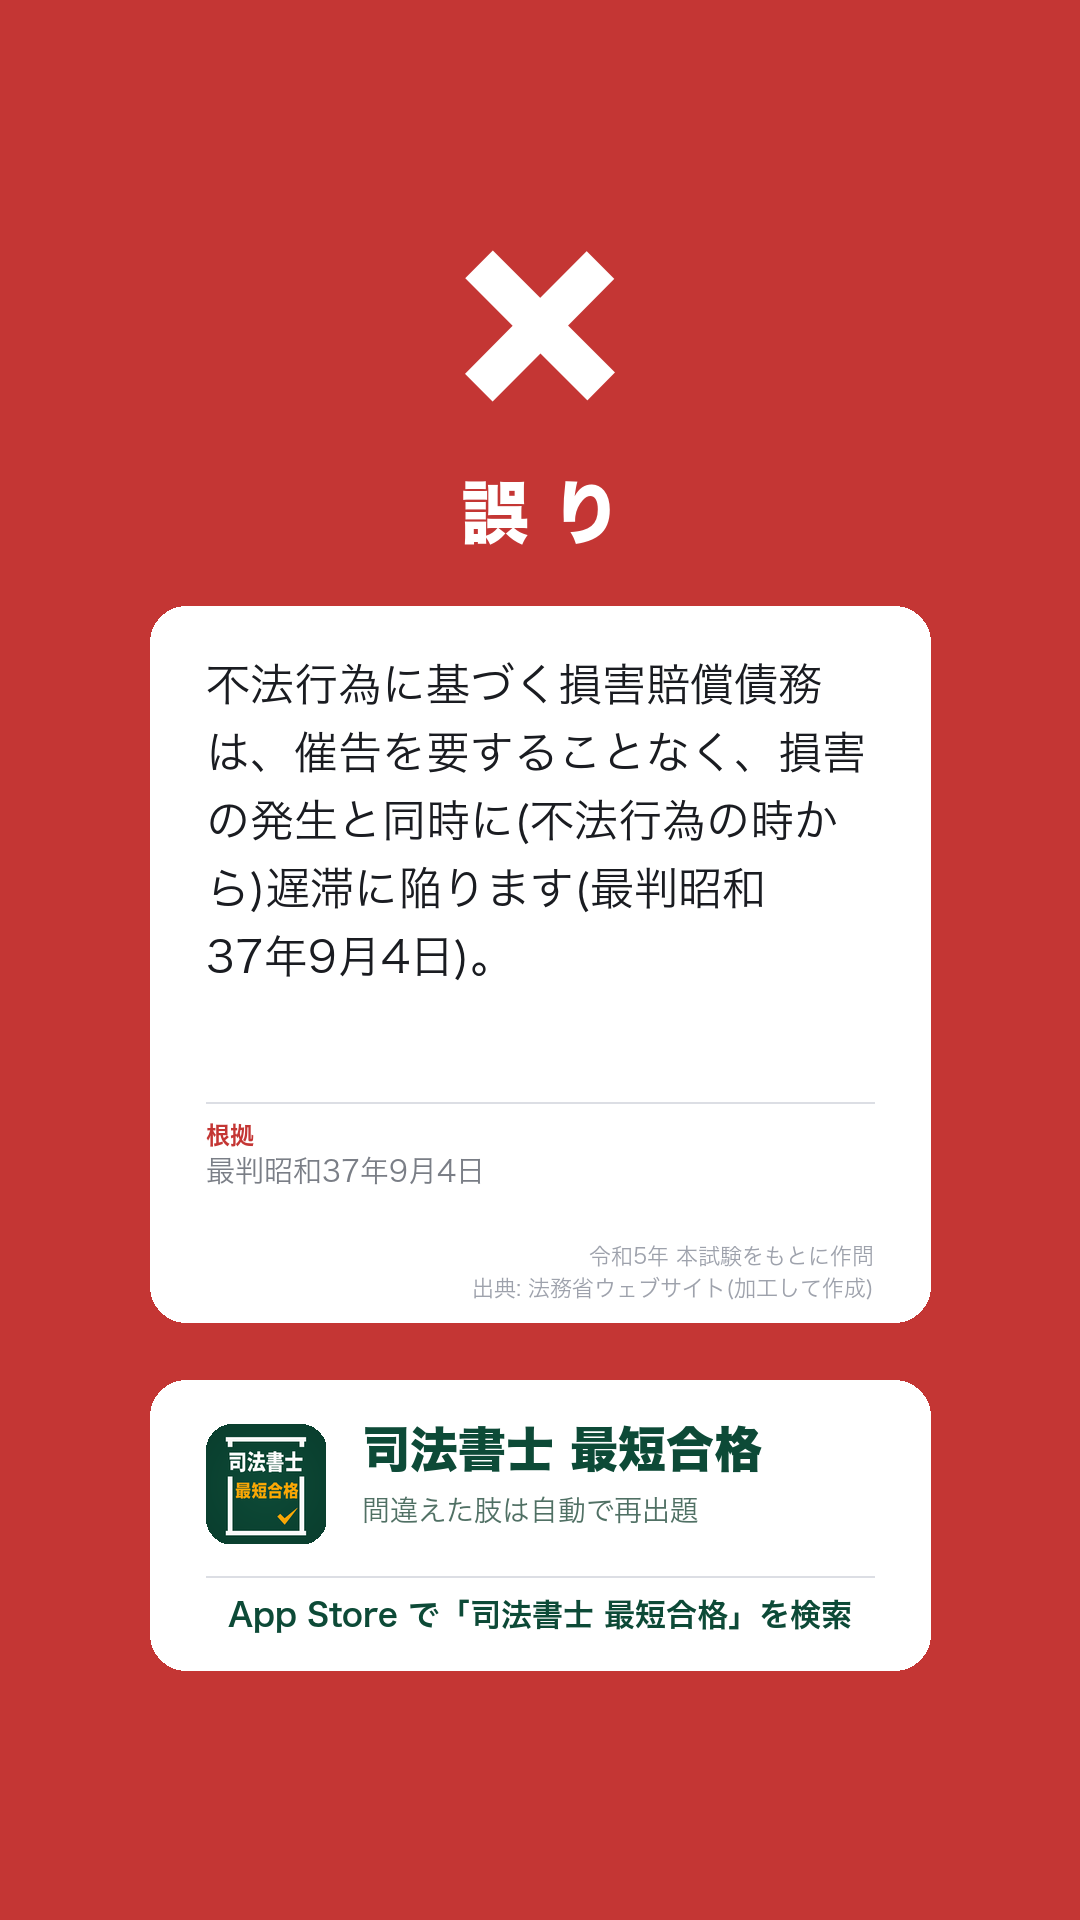 誤り
不法行為に基づく損害賠償債務
は、催告を要することなく、損害
の発生と同時に(不法行為の時か
ら)遅滞に陥ります(最判昭和
37年9月4日)。
根拠
最判昭和37年9月4日
令和5年 本試験をもとに作問
出典: 法務省ウェブサイト(加工して作成)
司法書士
最短合格
司法書士 最短合格
間違えた肢は自動で再出題
App Store で「司法書士 最短合格」を検索